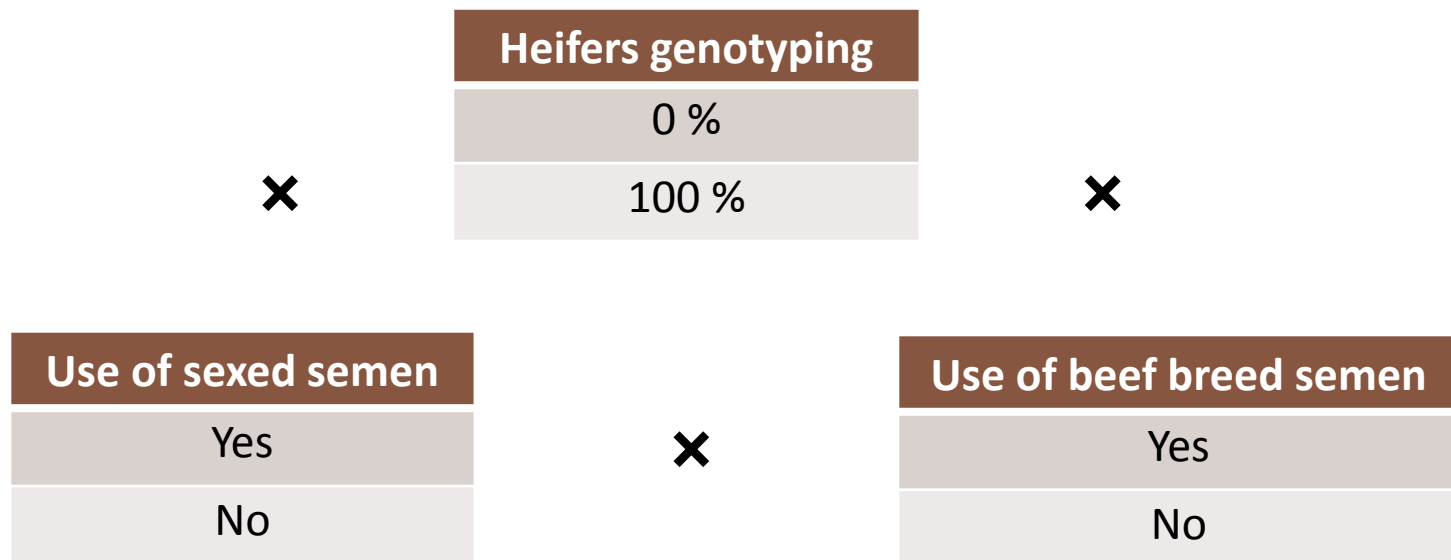 Heifers genotyping
0 %
100 %
×
×
Use of sexed semen
Yes
No
×
Use of beef breed semen
Yes
No